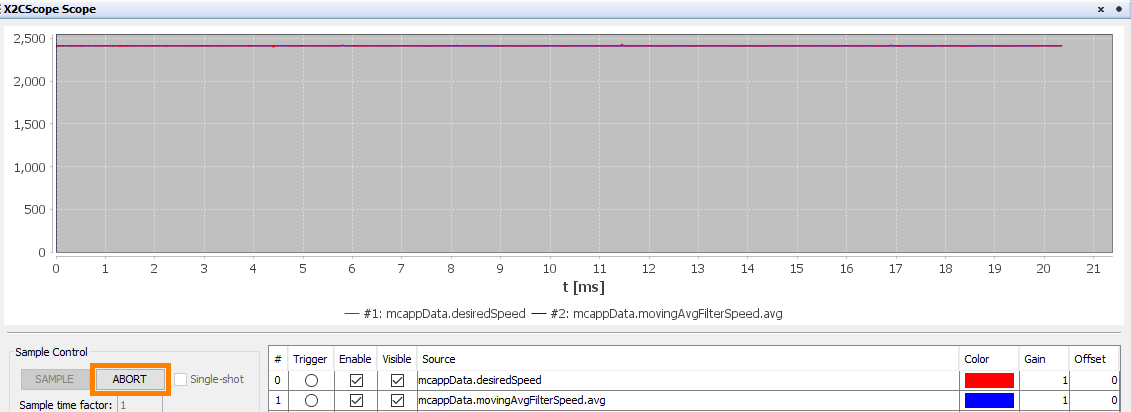 X2CScope Scope
2,500
2,000
1,500
1,000
500
0
0 1 2 3 4 5 6 7 8 9 10 11 12 13 14 15 16 17 18 19 20 21
t [ms]
#1: mcappData.desiredSpeed #2: mcappData.movingAvgFilterSpeed.avg
Sample Control
SAMPLE ABORT Single-shot
Sample time factor: 1
# Trigger Enable Visible Source Color Gain Offset
0 mcappData.desiredSpeed 1 0
1 mcappData.movingAvgFilterSpeed.avg 1 0